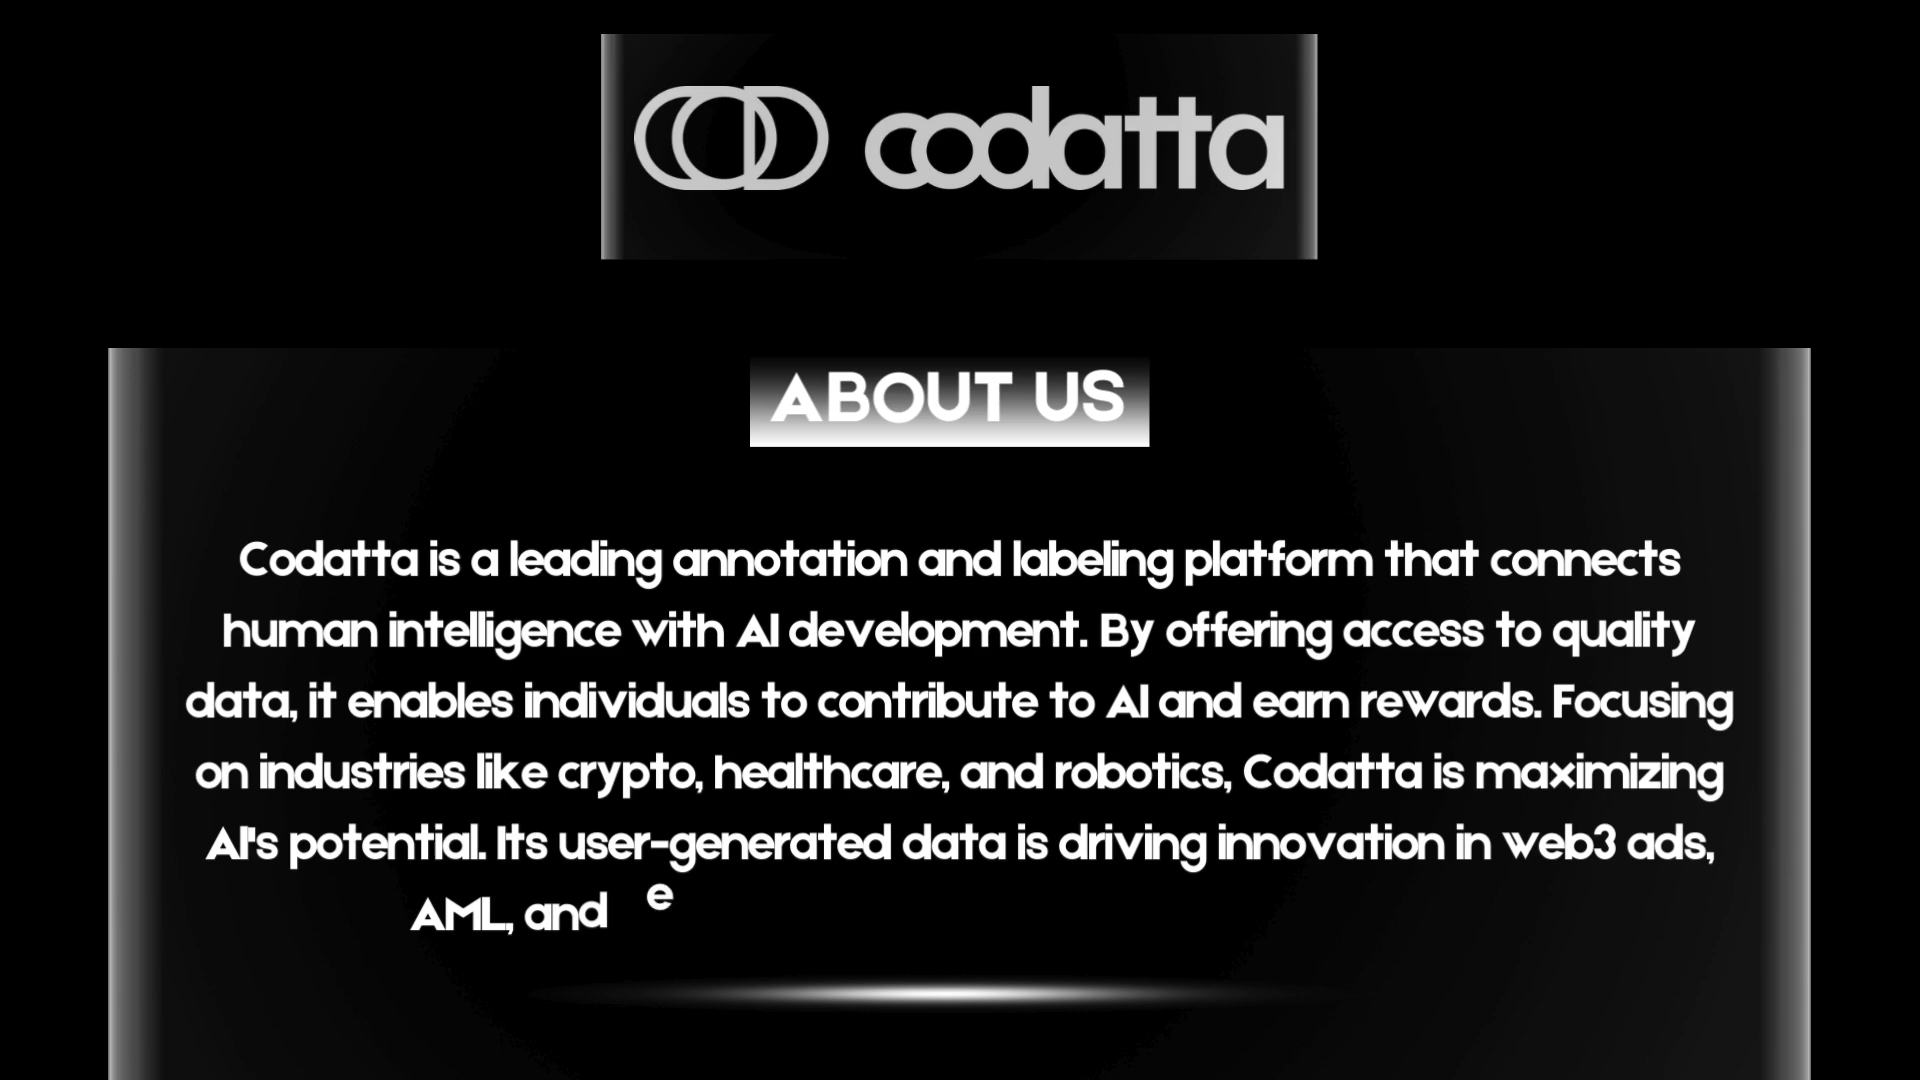 codatta
ABOUT US
Codatta is a leading annotation and labeling platform that connects
human intelligence with AI development. By offering access to quality
data, it enables individuals to contribute to AI and earn rewards. Focusing
on industries like crypto, healthcare, and robotics, Codatta is maximizing
AI's potential. Its user-generated data is driving innovation in web3 ads,
AML, and e